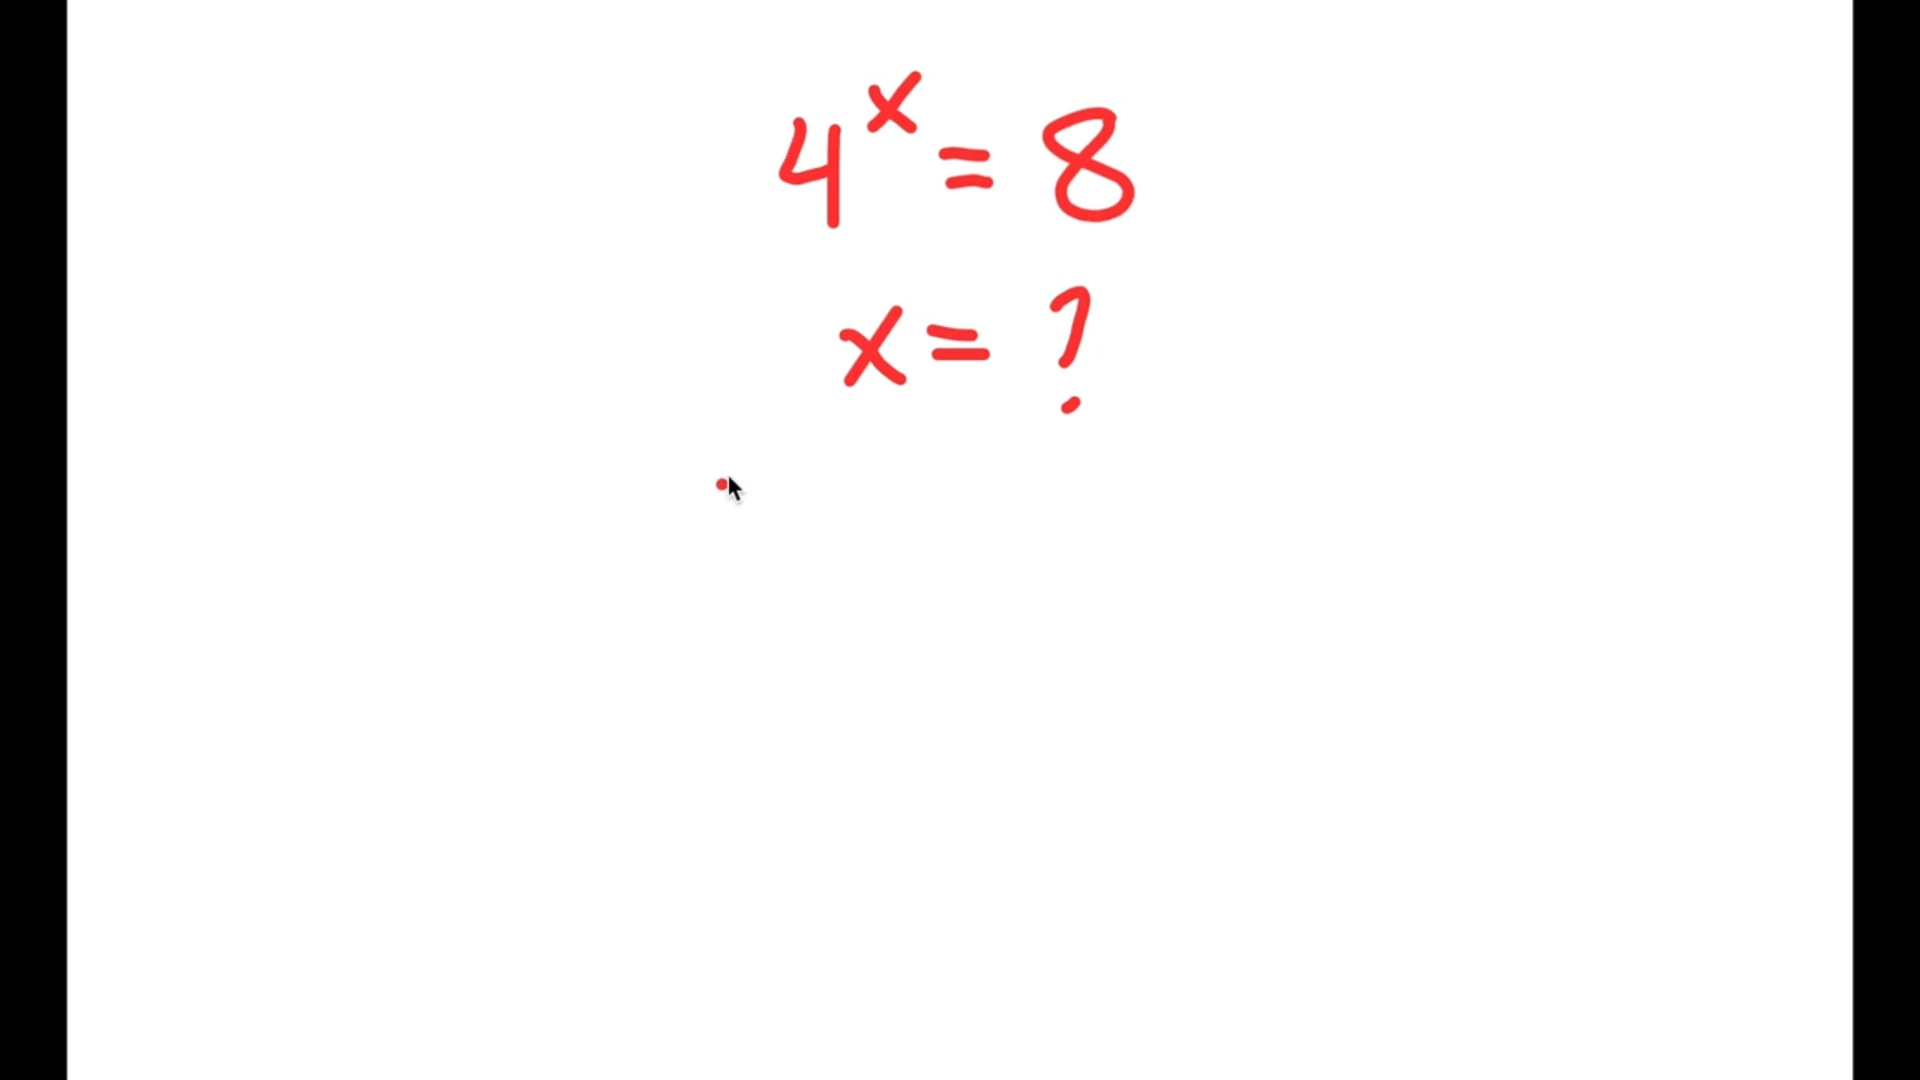 4^x = 8
x = ?